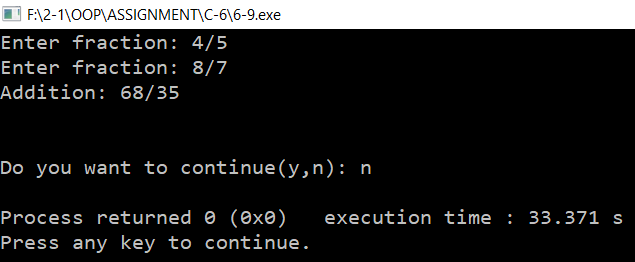 F:\2-1\OOP\ASSIGNMENT\C-6\6-9.exe
Enter fraction: 4/5
Enter fraction: 8/7
Addition: 68/35
Do you want to continue(y,n): n
Process returned 0 (0x0)   execution time : 33.371 s
Press any key to continue.